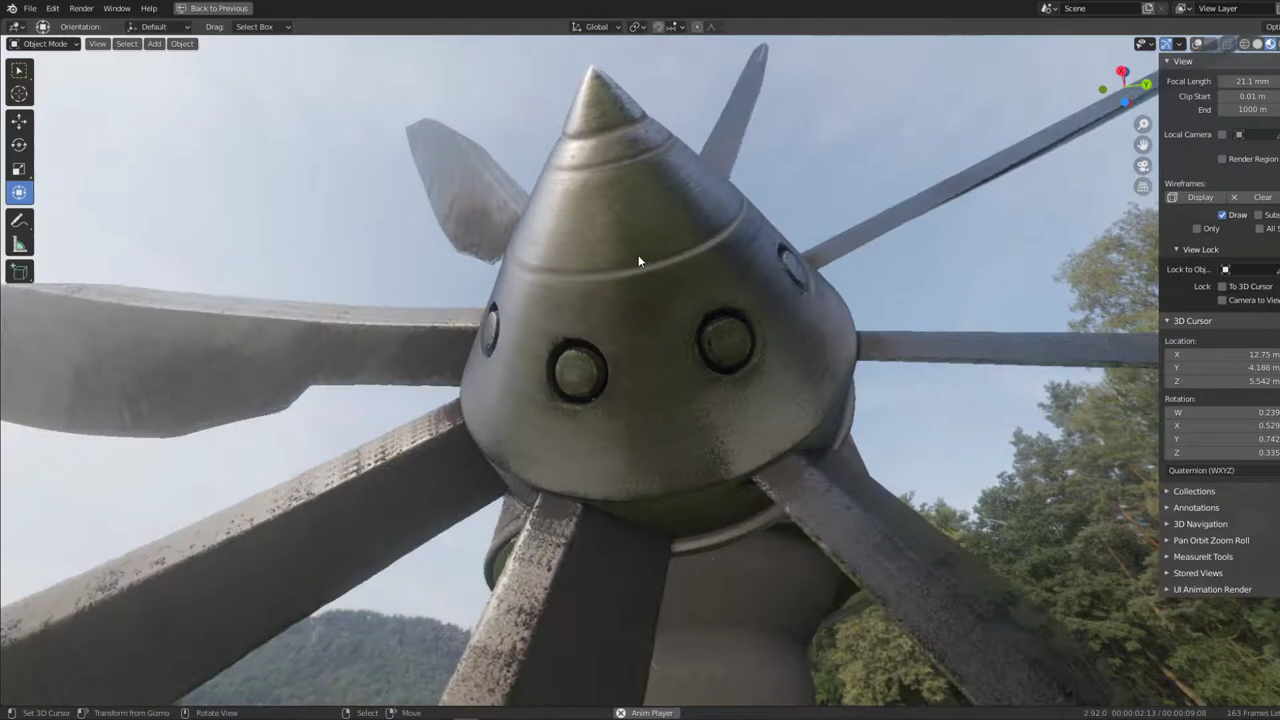 File Edit Render Window Help Back to Previous Scene View Layer
Orientation: Default Drag: Select Box Global Opti
Object Mode View Select Add Object
View
Focal Length 21.1 mm
Clip Start 0.01 m
End 1000 m
Local Camera
Render Region
Wireframes:
Display Clear
Draw Subs
Only All S
View Lock
Lock to Obj...
Lock To 3D Cursor
Camera to View
3D Cursor
Location:
X 12.75 m
Y -4.186 m
Z 5.542 m
Rotation:
W 0.239
X 0.529
Y 0.742
Z 0.335
Quaternion (WXYZ)
Collections
Annotations
3D Navigation
Pan Orbit Zoom Roll
MeasureIt Tools
Stored Views
UI Animation Render
Set 3D Cursor Transform from Gizmo Rotate View Select Move Anim Player 2.92.0 00:00:02:13 / 00:00:09:08 163 Frames Le